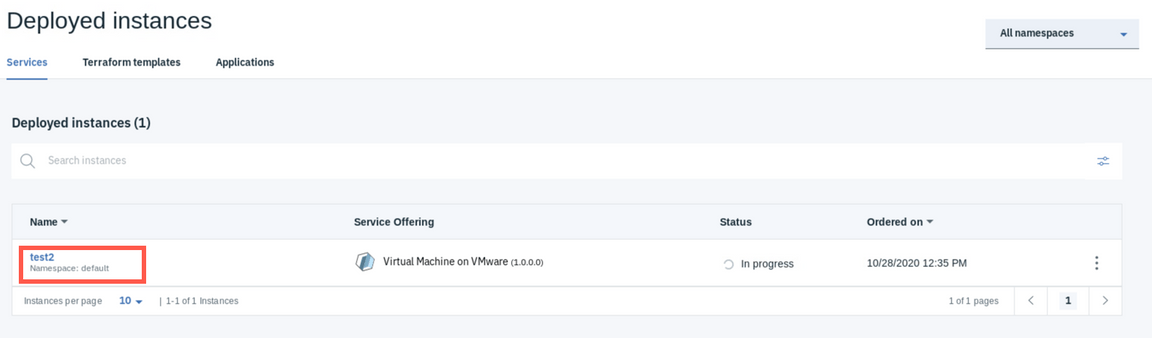 Deployed instances
All namespaces
Services Terraform templates Applications
Deployed instances (1)
Search instances
Name Service Offering Status Ordered on
test2
Namespace: default
Virtual Machine on VMware (1.0.0.0) In progress 10/28/2020 12:35 PM
Instances per page 10 | 1-1 of 1 Instances 1 of 1 pages 1